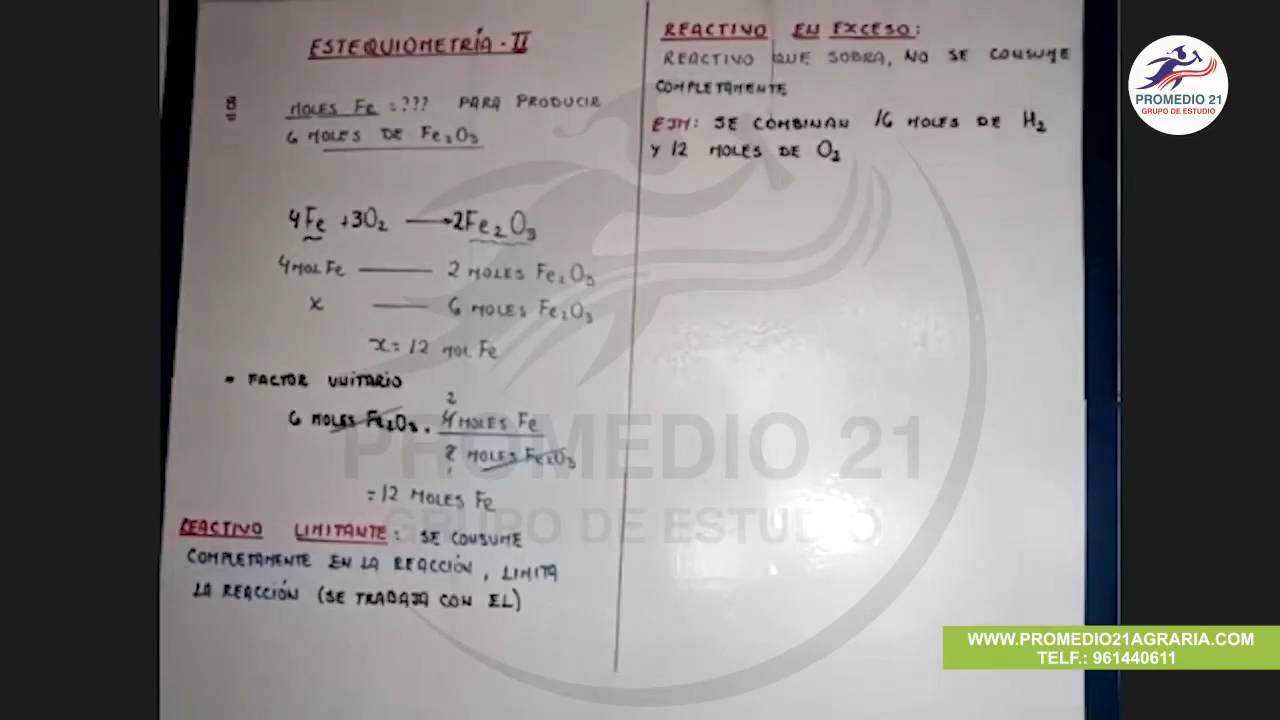 ESTEQUIOMETRÍA - II
8 MOLES Fe = ??? PARA PRODUCIR
6 MOLES DE Fe2O3
4Fe + 3O2 → 2Fe2O3
4 MOL Fe —— 2 MOLES Fe2O3
x —— 6 MOLES Fe2O3
x = 12 MOL Fe
- FACTOR UNITARIO
2
6 MOLES Fe2O3 . 4 MOLES Fe
2 MOLES Fe2O3
1
= 12 MOLES Fe
REACTIVO LIMITANTE: SE CONSUME
COMPLETAMENTE EN LA REACCIÓN, LIMITA
LA REACCIÓN (SE TRABAJA CON EL)
REACTIVO EN EXCESO:
REACTIVO QUE SOBRA, NO SE CONSUME
COMPLETAMENTE
EJM: SE COMBINAN 16 MOLES DE H2
Y 12 MOLES DE O2
PROMEDIO 21
GRUPO DE ESTUDIO
PROMEDIO 21
GRUPO DE ESTUDIO
WWW.PROMEDIO21AGRARIA.COM
TELF.: 961440611